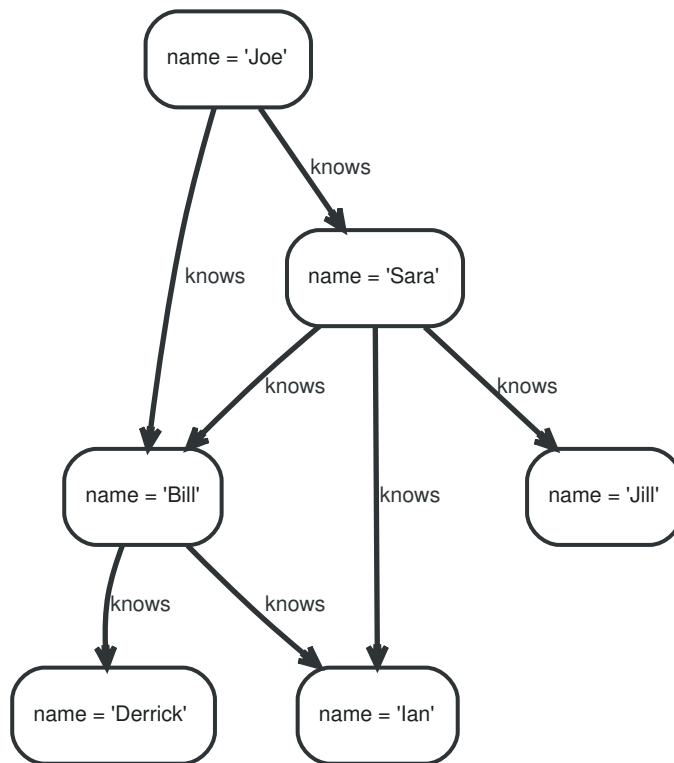 name = 'Joe'
knows
knows
name = 'Sara'
knows
knows
name = 'Bill'
knows
name = 'Jill'
knows
knows
name = 'Derrick'
name = 'Ian'